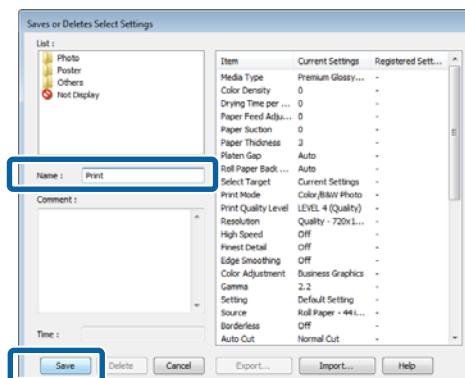 Saves or Deletes Select Settings
List :
Photo
Poster
Others
Not Display
Name : Print
Comment :
Time :
Item Current Settings Registered Sett...
Media Type Premium Glossy... -
Color Density 0 -
Drying Time per ... 0 -
Paper Feed Adju... 0 -
Paper Suction 0 -
Paper Thickness 3 -
Platen Gap Auto -
Roll Paper Back ... Auto -
Select Target Current Settings -
Print Mode Color/B&W Photo -
Print Quality Level LEVEL 4 (Quality) -
Resolution Quality - 720x1... -
High Speed Off -
Finest Detail Off -
Edge Smoothing Off -
Color Adjustment Business Graphics -
Gamma 2.2 -
Setting Default Setting -
Source Roll Paper - 44 i... -
Borderless Off -
Auto Cut Normal Cut -
Save Delete Cancel Export... Import... Help